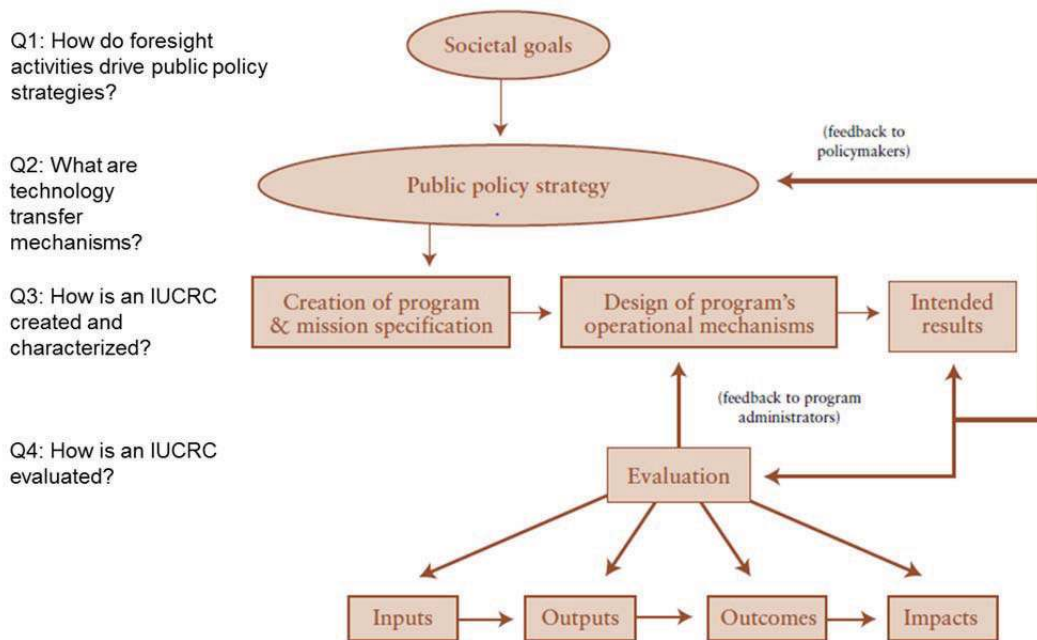 Q1: How do foresight
activities drive public policy
strategies?
Societal goals
(feedback to
policymakers)
Q2: What are
technology
transfer
mechanisms?
Public policy strategy
Q3: How is an IUCRC
created and
characterized?
Creation of program
& mission specification
Design of program's
operational mechanisms
Intended
results
(feedback to program
administrators)
Q4: How is an IUCRC
evaluated?
Evaluation
Inputs
Outputs
Outcomes
Impacts